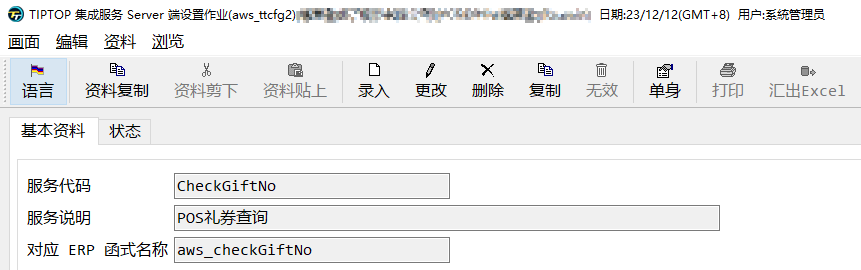 TIPTOP 集成服务 Server 端设置作业(aws_ttcfg2) 日期:23/12/12(GMT+8) 用户:系统管理员
画面 编辑 资料 浏览
语言 资料复制 资料剪下 资料贴上 录入 更改 删除 复制 无效 单身 打印 汇出Excel
基本资料 状态
服务代码 CheckGiftNo
服务说明 POS礼券查询
对应 ERP 函式名称 aws_checkGiftNo